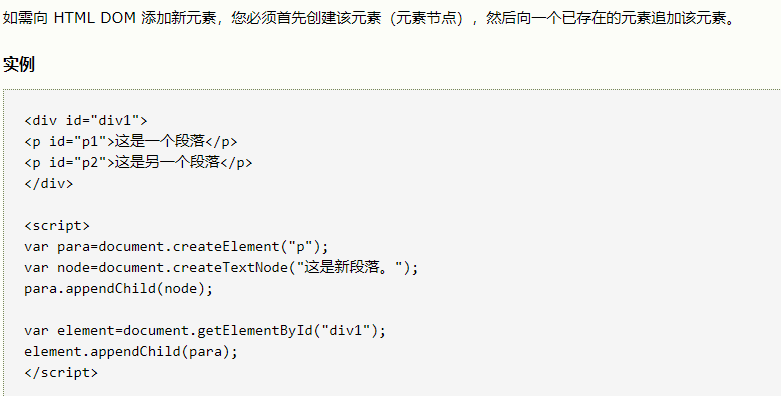 如需向 HTML DOM 添加新元素，您必须首先创建该元素（元素节点），然后向一个已存在的元素追加该元素。
实例
<div id="div1">
<p id="p1">这是一个段落</p>
<p id="p2">这是另一个段落</p>
</div>
<script>
var para=document.createElement("p");
var node=document.createTextNode("这是新段落。");
para.appendChild(node);
var element=document.getElementById("div1");
element.appendChild(para);
</script>